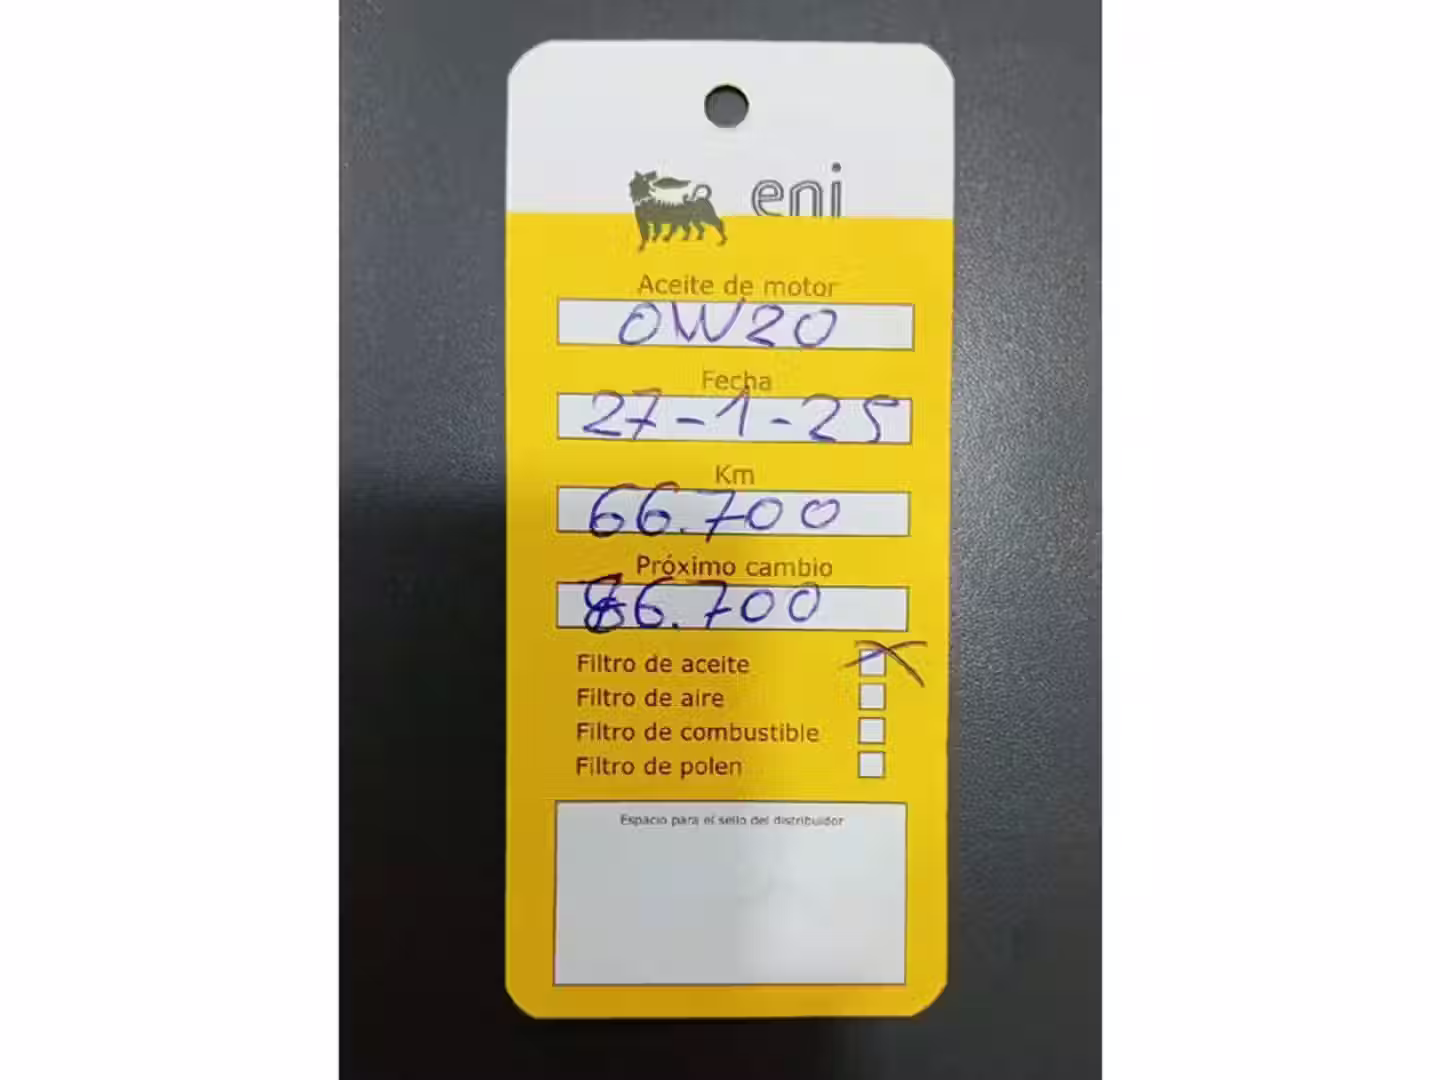 eni
Aceite de motor
0W20
Fecha
27-1-25
Km
66.700
Próximo cambio
86.700
Filtro de aceite
Filtro de aire
Filtro de combustible
Filtro de polen
Espacio para el sello del distribuidor